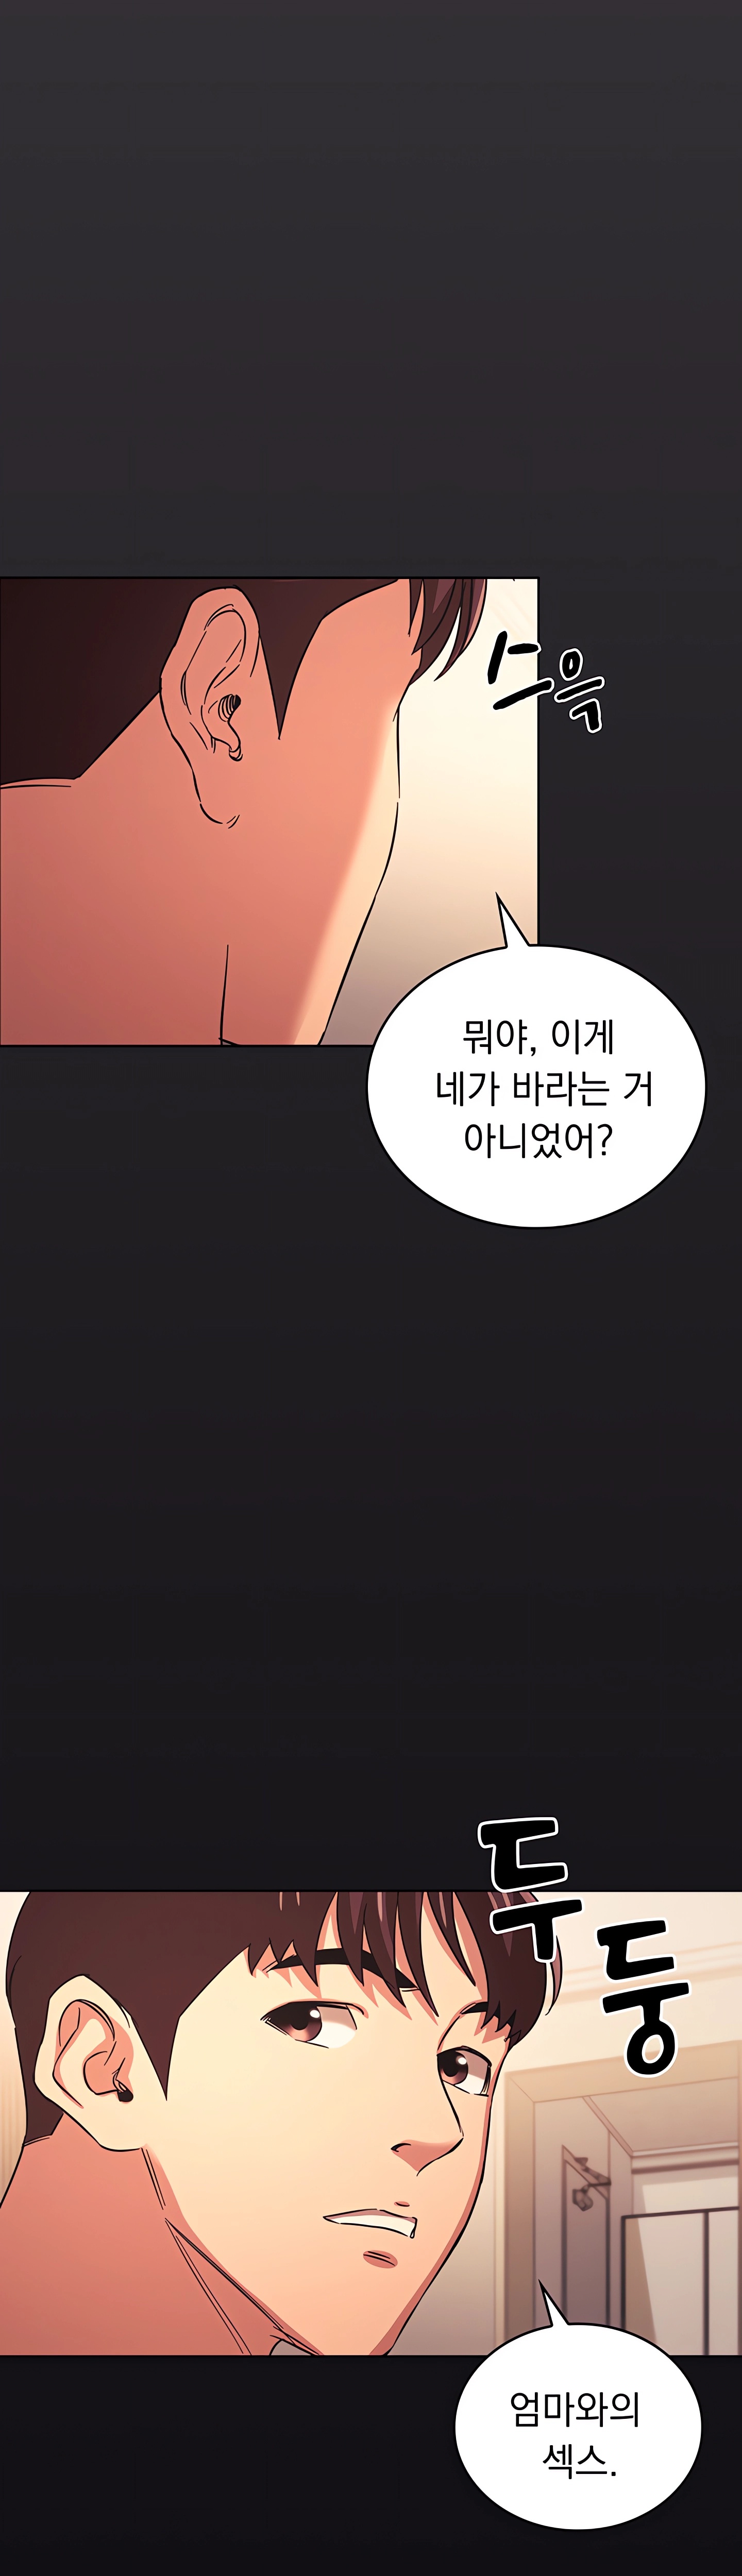 스윽
뭐야, 이게
네가 바라는 거
아니었어?
두둥
엄마와의
섹스.